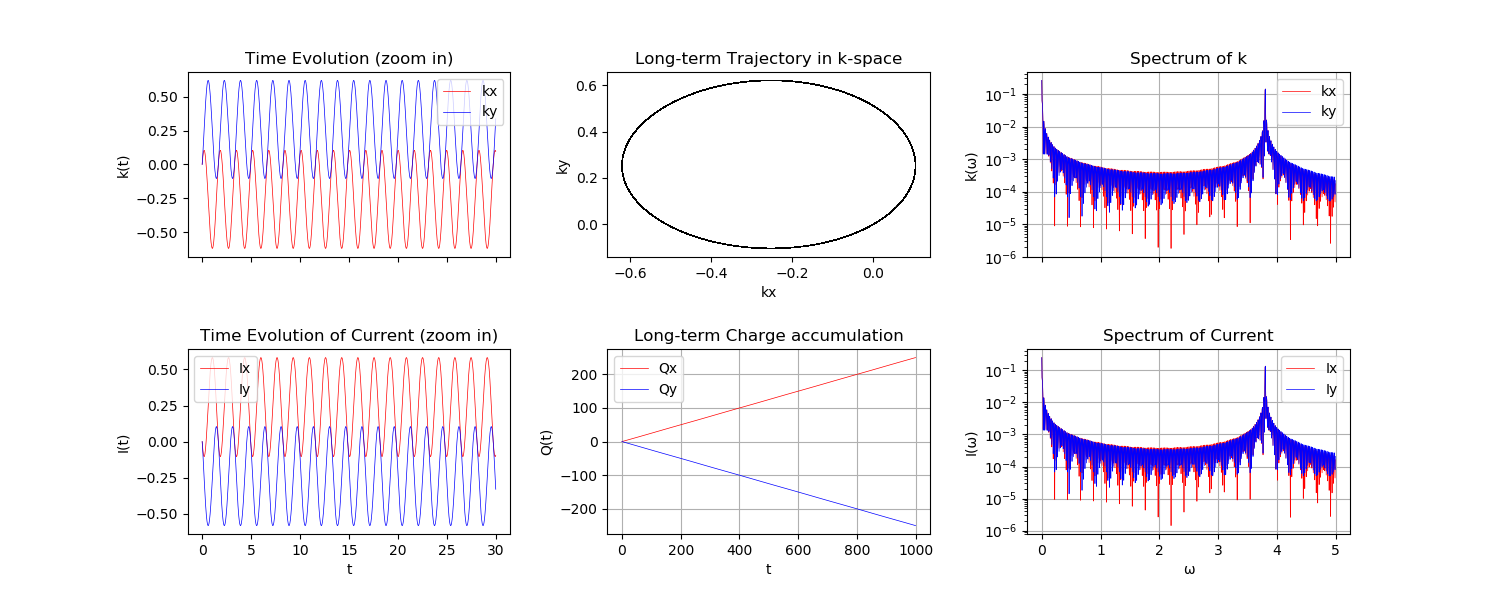 Time Evolution (zoom in)
k(t)
0.50
0.25
0.00
−0.25
−0.50
kx
ky
Long-term Trajectory in k-space
ky
0.6
0.4
0.2
0.0
−0.6 −0.4 −0.2 0.0
kx
Spectrum of k
k(ω)
10⁻¹
10⁻²
10⁻³
10⁻⁴
10⁻⁵
10⁻⁶
kx
ky
Time Evolution of Current (zoom in)
I(t)
0.50
0.25
0.00
−0.25
−0.50
Ix
Iy
0 5 10 15 20 25 30
t
Long-term Charge accumulation
Q(t)
200
100
0
−100
−200
Qx
Qy
0 200 400 600 800 1000
t
Spectrum of Current
I(ω)
10⁻¹
10⁻²
10⁻³
10⁻⁴
10⁻⁵
10⁻⁶
Ix
Iy
0 1 2 3 4 5
ω